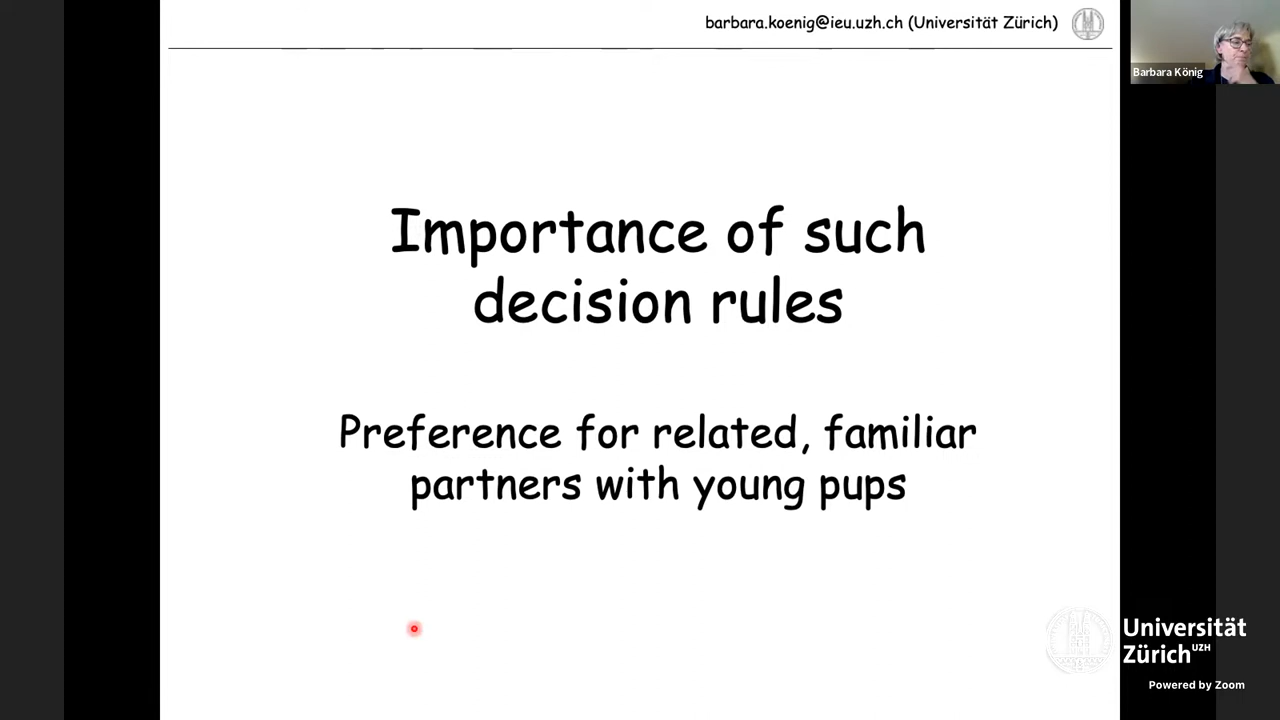 barbara.koenig@ieu.uzh.ch (Universität Zürich)
Barbara König
Importance of such
decision rules
Preference for related, familiar
partners with young pups
Universität
Zürich UZH
Powered by Zoom